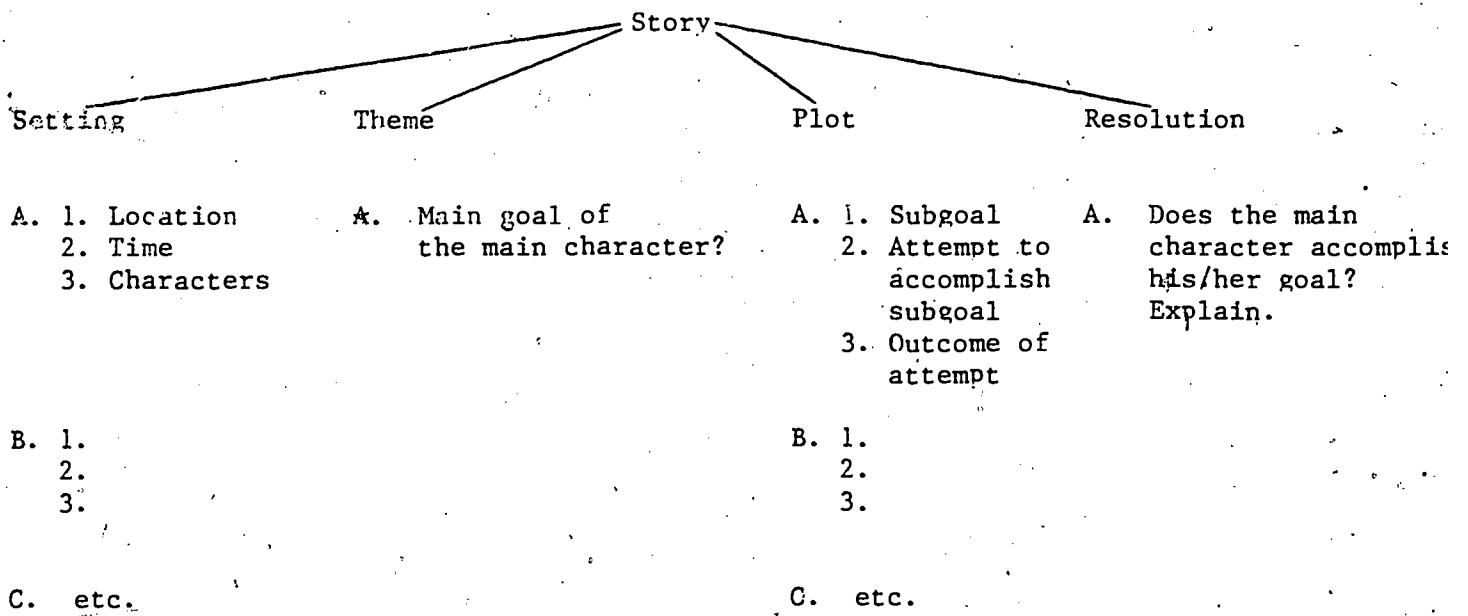 Story
Setting Theme Plot Resolution
A. 1. Location A. Main goal of A. 1. Subgoal A. Does the main
2. Time the main character? 2. Attempt to character accomplis
3. Characters accomplish his/her goal?
subgoal Explain.
3. Outcome of
attempt
B. 1. B. 1.
2. 2.
3. 3.
C. etc. C. etc.